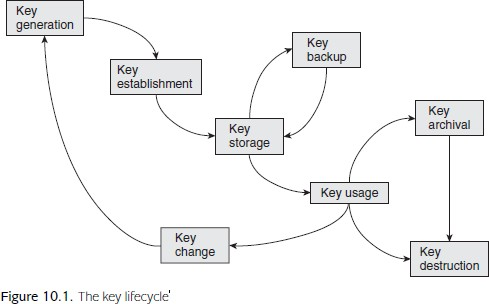 Key
generation
Key
backup
Key
establishment
Key
archival
Key
storage
Key usage
Key
change
Key
destruction
Figure 10.1. The key lifecycle